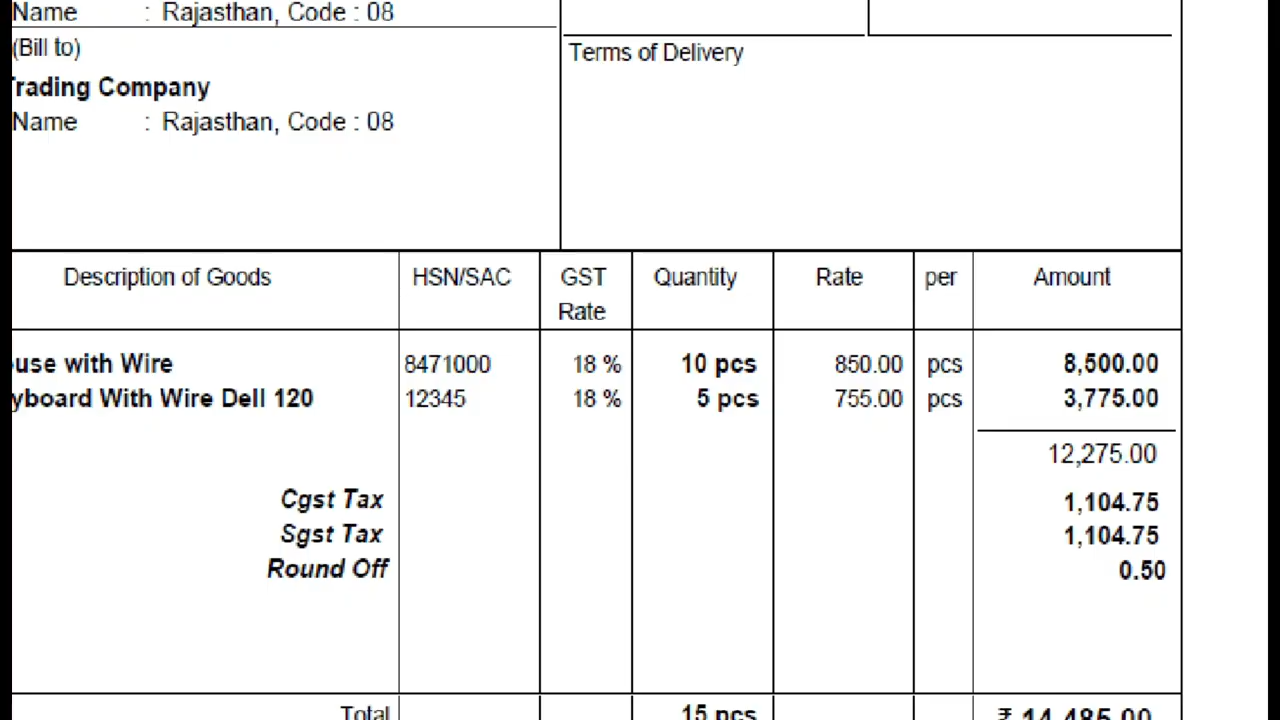 Name : Rajasthan, Code : 08
(Bill to)
Terms of Delivery
Trading Company
Name : Rajasthan, Code : 08
Description of Goods HSN/SAC GST Rate Quantity Rate per Amount
ouse with Wire 8471000 18 % 10 pcs 850.00 pcs 8,500.00
yboard With Wire Dell 120 12345 18 % 5 pcs 755.00 pcs 3,775.00
12,275.00
Cgst Tax 1,104.75
Sgst Tax 1,104.75
Round Off 0.50
Total 15 pcs ₹ 14,485.00